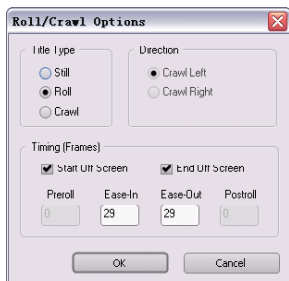 Roll/Crawl Options
Title Type
Still
Roll
Crawl
Direction
Crawl Left
Crawl Right
Timing (Frames)
Start Off Screen
End Off Screen
Preroll Ease-In Ease-Out Postroll
0 29 29 0
OK Cancel